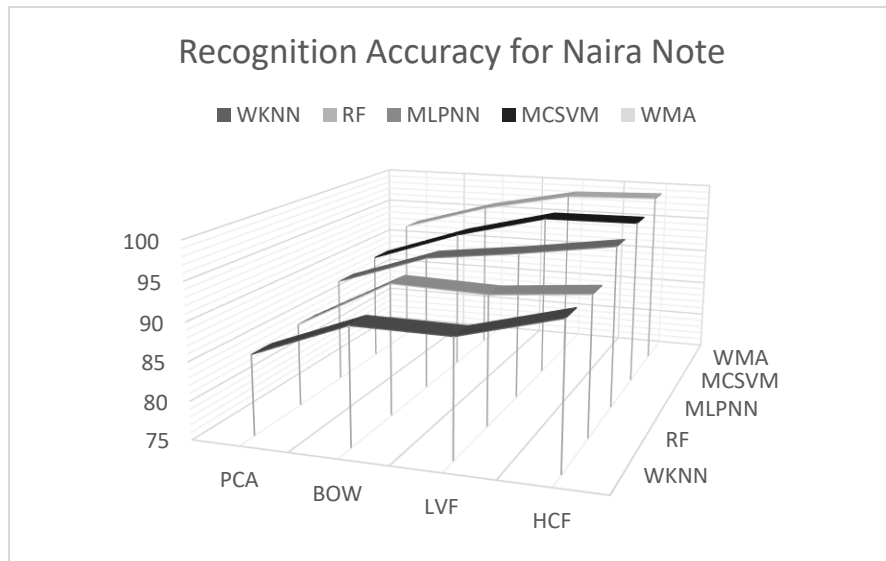 Recognition Accuracy for Naira Note
WKNN RF MLPNN MCSVM WMA
100
95
90
85
80
75
PCA
BOW
LVF
HCF
WKNN
RF
MLPNN
MCSVM
WMA